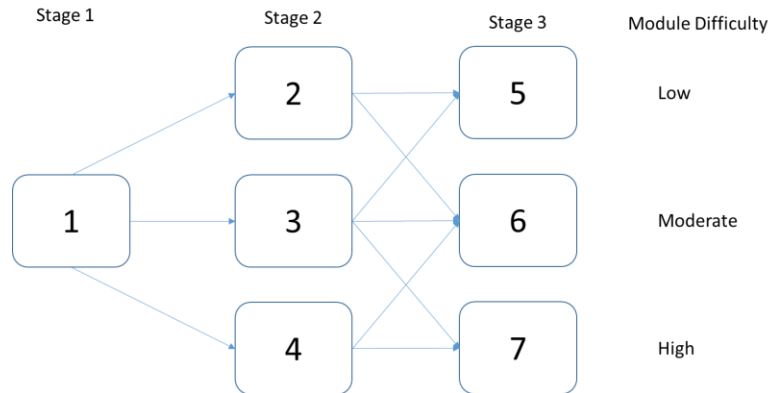 Stage 1
Stage 2
Stage 3
Module Difficulty
2
5
Low
1
3
6
Moderate
4
7
High